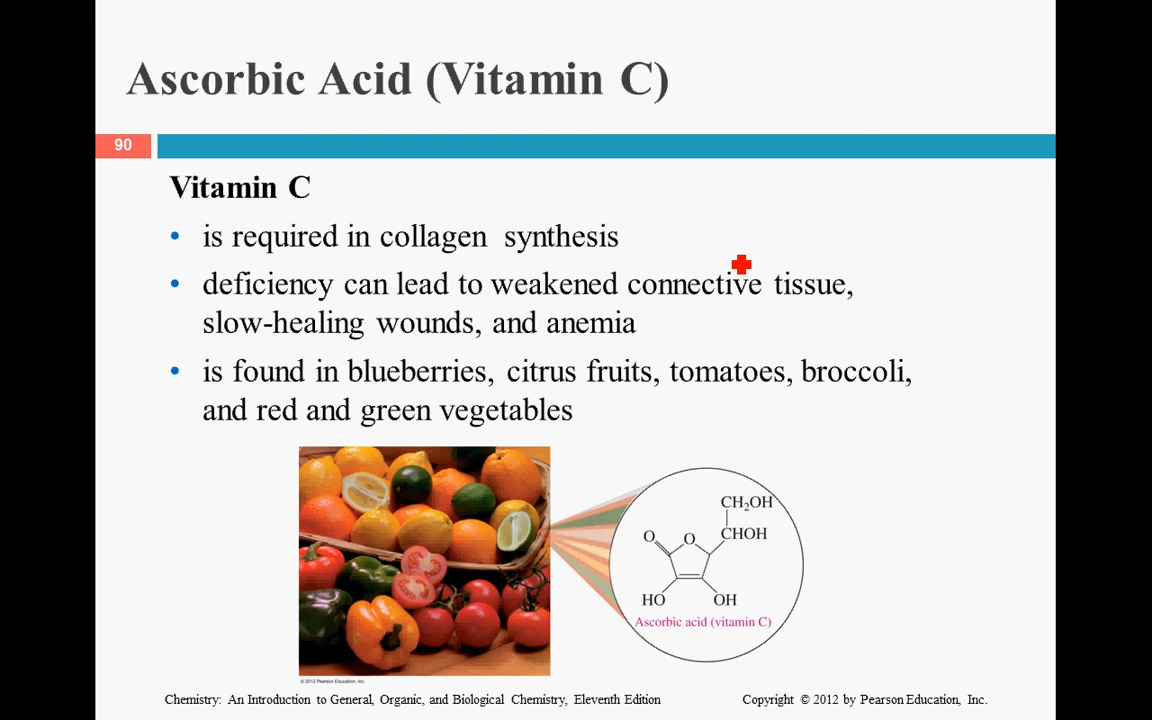 Ascorbic Acid (Vitamin C)
90
Vitamin C
• is required in collagen synthesis
• deficiency can lead to weakened connective tissue,
slow-healing wounds, and anemia
• is found in blueberries, citrus fruits, tomatoes, broccoli,
and red and green vegetables
CH₂OH
O
O
CHOH
HO
OH
Ascorbic acid (vitamin C)
© 2012 Pearson Education, Inc.
Chemistry: An Introduction to General, Organic, and Biological Chemistry, Eleventh Edition
Copyright © 2012 by Pearson Education, Inc.